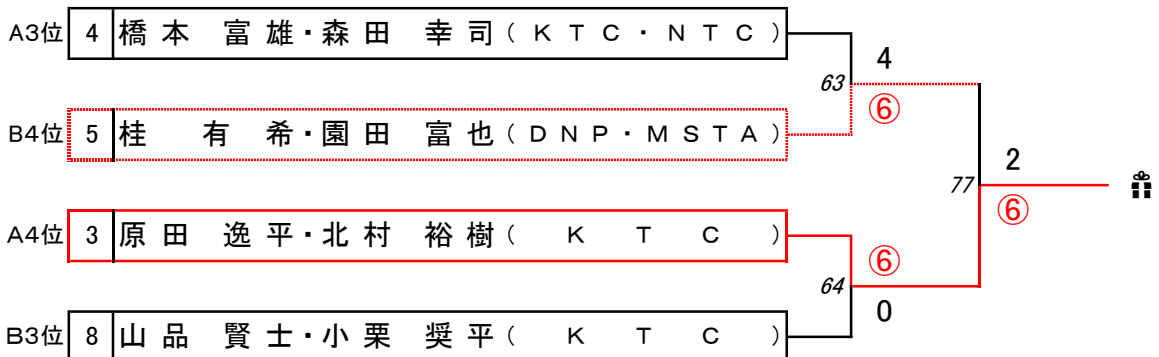 A3位 4 橋本 富雄・森田 幸司(KTC・NTC)
4
63
⑥
B4位 5 桂 有希・園田 富也(DNP・MSTA)
2
77
⑥
A4位 3 原田 逸平・北村 裕樹(KTC)
⑥
64
0
B3位 8 山品 賢士・小栗 奨平(KTC)